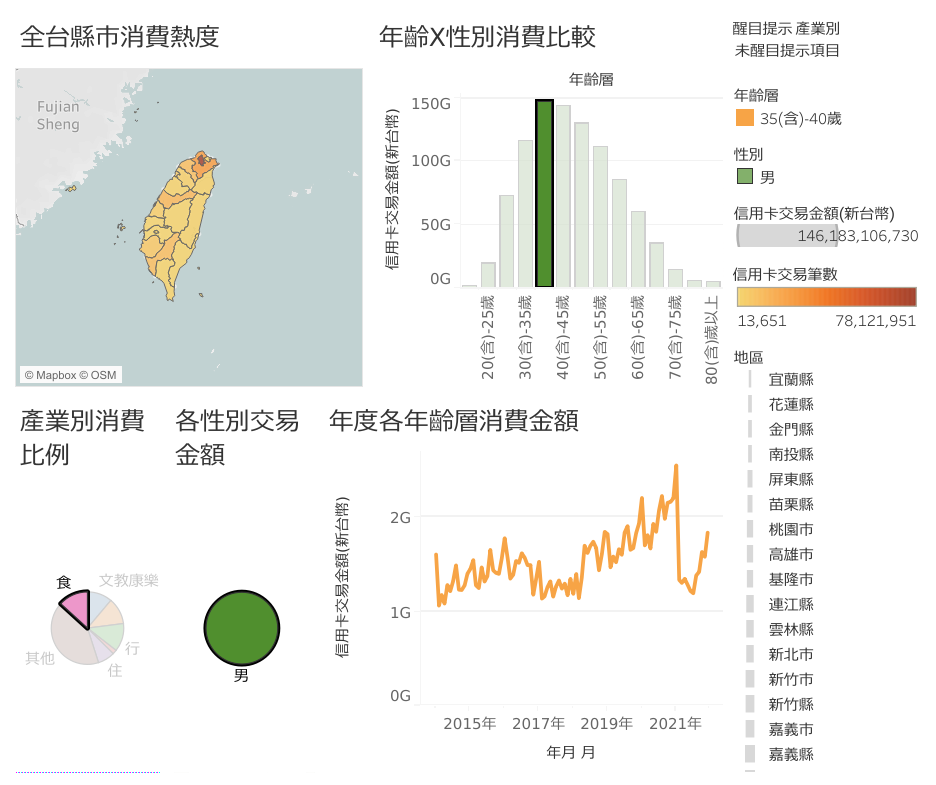 全台縣市消費熱度
Fujian
Sheng
© Mapbox © OSM
年齡X性別消費比較
年齡層
信用卡交易金額(新台幣)
150G
100G
50G
0G
20(含)-25歲
30(含)-35歲
40(含)-45歲
50(含)-55歲
60(含)-65歲
70(含)-75歲
80(含)歲以上
醒目提示 產業別
未醒目提示項目
年齡層
35(含)-40歲
性別
男
信用卡交易金額(新台幣)
146,183,106,730
信用卡交易筆數
13,651 78,121,951
地區
宜蘭縣
花蓮縣
金門縣
南投縣
屏東縣
苗栗縣
桃園市
高雄市
基隆市
連江縣
雲林縣
新北市
新竹市
新竹縣
嘉義市
嘉義縣
產業別消費
比例
食
文教康樂
行
住
其他
各性別交易
金額
男
年度各年齡層消費金額
信用卡交易金額(新台幣)
2G
1G
0G
2015年 2017年 2019年 2021年
年月 月